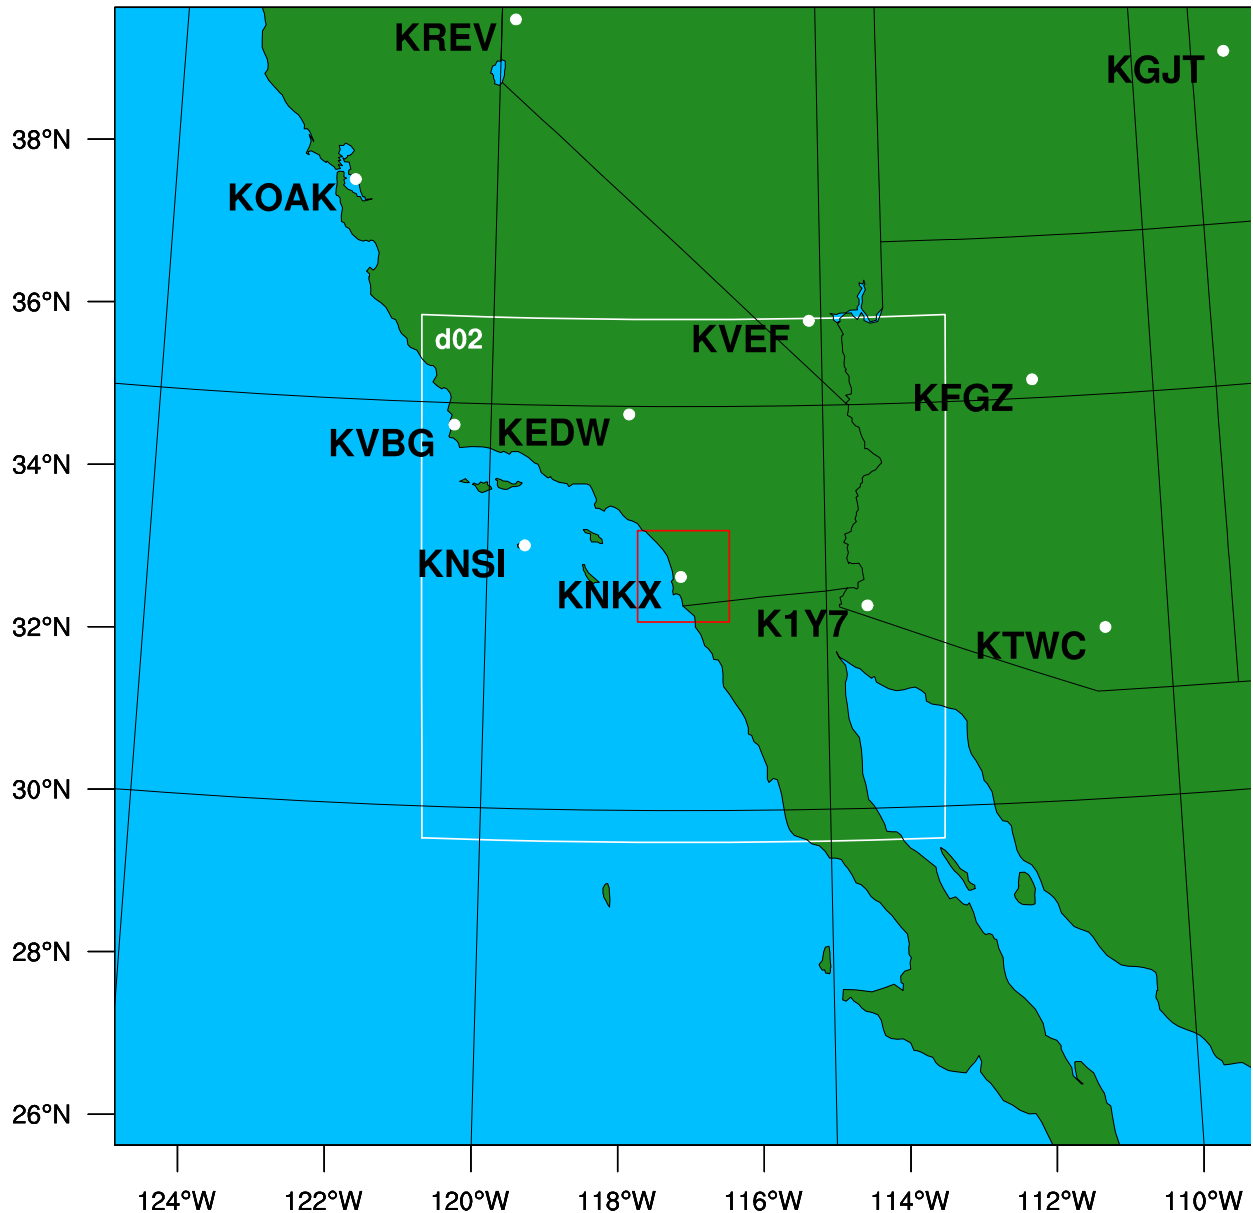 KREV
KGJT
38°N
KOAK
36°N
d02
KVEF
KFGZ
KVBG
KEDW
34°N
KNSI
KNKX
K1Y7
32°N
KTWC
30°N
28°N
26°N
124°W 122°W 120°W 118°W 116°W 114°W 112°W 110°W